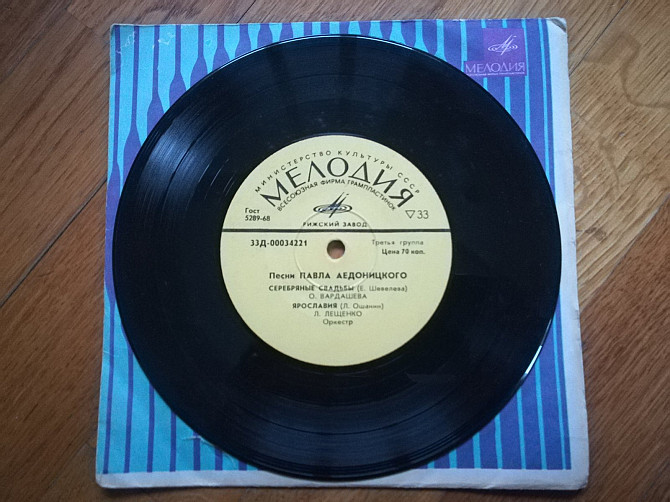 МЕЛОДИЯ
МИНИСТЕРСТВО КУЛЬТУРЫ СССР
МЕЛОДИЯ
ВСЕСОЮЗНАЯ ФИРМА ГРАМПЛАСТИНОК
Гост
5289-68
▽33
РИЖСКИЙ ЗАВОД
33Д-00034221
Третья группа
Цена 70 коп.
Песни ПАВЛА АЕДОНИЦКОГО
СЕРЕБРЯНЫЕ СВАДЬБЫ (Е. Шевелева)
О. ВАРДАШЕВА
ЯРОСЛАВИЯ (Л. Ошанин)
Л. ЛЕЩЕНКО
Оркестр